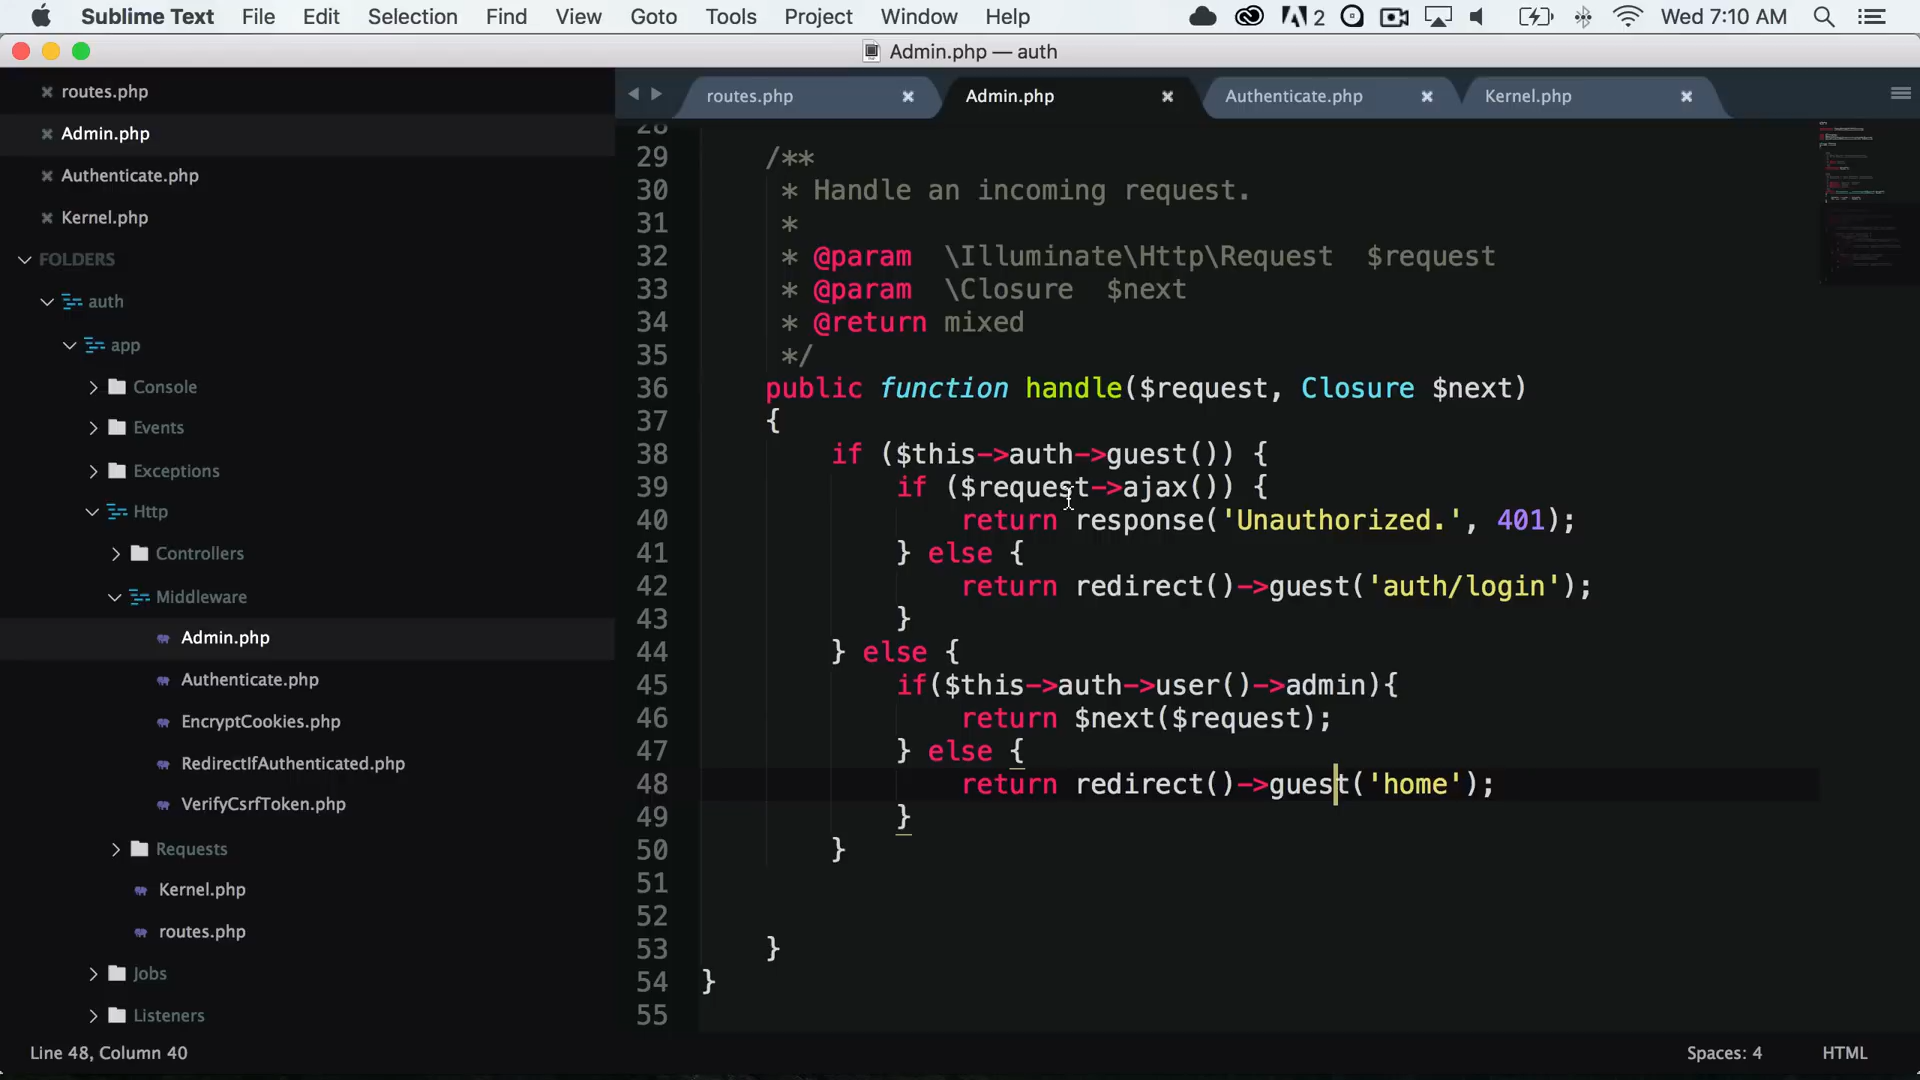 Sublime Text File Edit Selection Find View Goto Tools Project Window Help 2 Wed 7:10 AM
Admin.php — auth
routes.php
Admin.php
Authenticate.php
Kernel.php
FOLDERS
auth
app
Console
Events
Exceptions
Http
Controllers
Middleware
Admin.php
Authenticate.php
EncryptCookies.php
RedirectIfAuthenticated.php
VerifyCsrfToken.php
Requests
Kernel.php
routes.php
Jobs
Listeners
routes.php Admin.php Authenticate.php Kernel.php
28
29 /**
30 * Handle an incoming request.
31 *
32 * @param \Illuminate\Http\Request $request
33 * @param \Closure $next
34 * @return mixed
35 */
36 public function handle($request, Closure $next)
37 {
38 if ($this->auth->guest()) {
39 if ($request->ajax()) {
40 return response('Unauthorized.', 401);
41 } else {
42 return redirect()->guest('auth/login');
43 }
44 } else {
45 if($this->auth->user()->admin){
46 return $next($request);
47 } else {
48 return redirect()->guest('home');
49 }
50 }
51
52
53 }
54 }
55
Line 48, Column 40 Spaces: 4 HTML